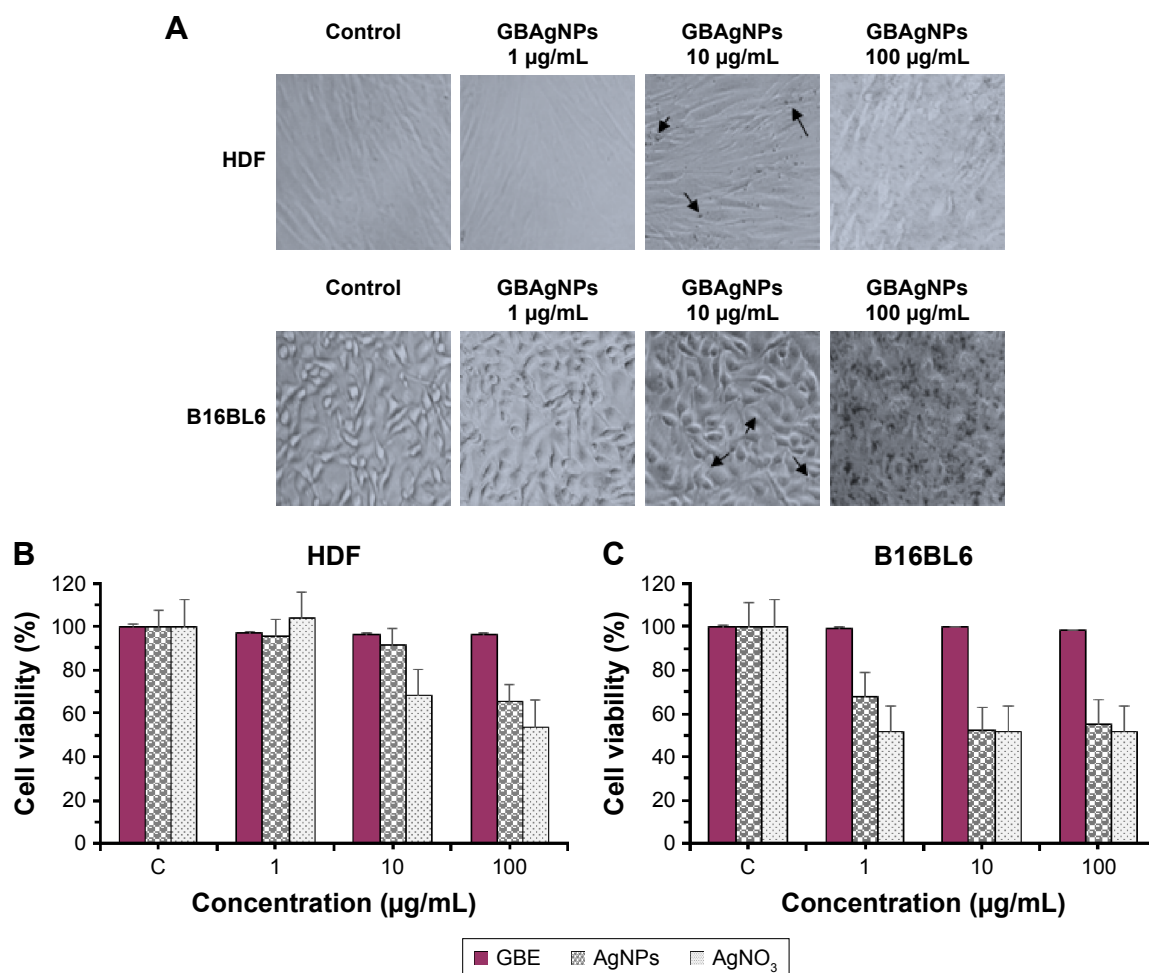 A
Control
GBAgNPs
1 µg/mL
GBAgNPs
10 µg/mL
GBAgNPs
100 µg/mL
HDF
Control
GBAgNPs
1 µg/mL
GBAgNPs
10 µg/mL
GBAgNPs
100 µg/mL
B16BL6
B
HDF
120
100
80
60
40
20
0
Cell viability (%)
C
1
10
100
Concentration (µg/mL)
C
B16BL6
120
100
80
60
40
20
0
Cell viability (%)
C
1
10
100
Concentration (µg/mL)
GBE
AgNPs
AgNO₃